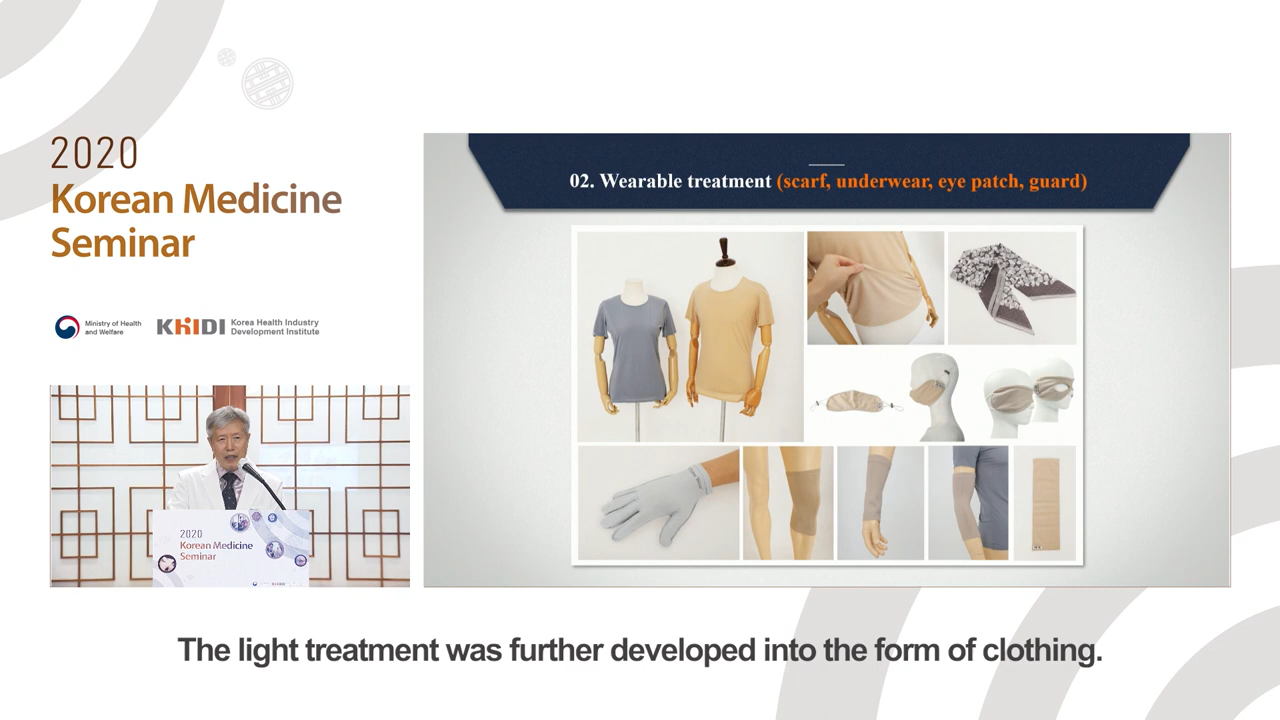 2020
Korean Medicine
Seminar
Ministry of Health
and Welfare
KHIDI
Korea Health Industry
Development Institute
02. Wearable treatment (scarf, underwear, eye patch, guard)
2020
Korean Medicine
Seminar
The light treatment was further developed into the form of clothing.